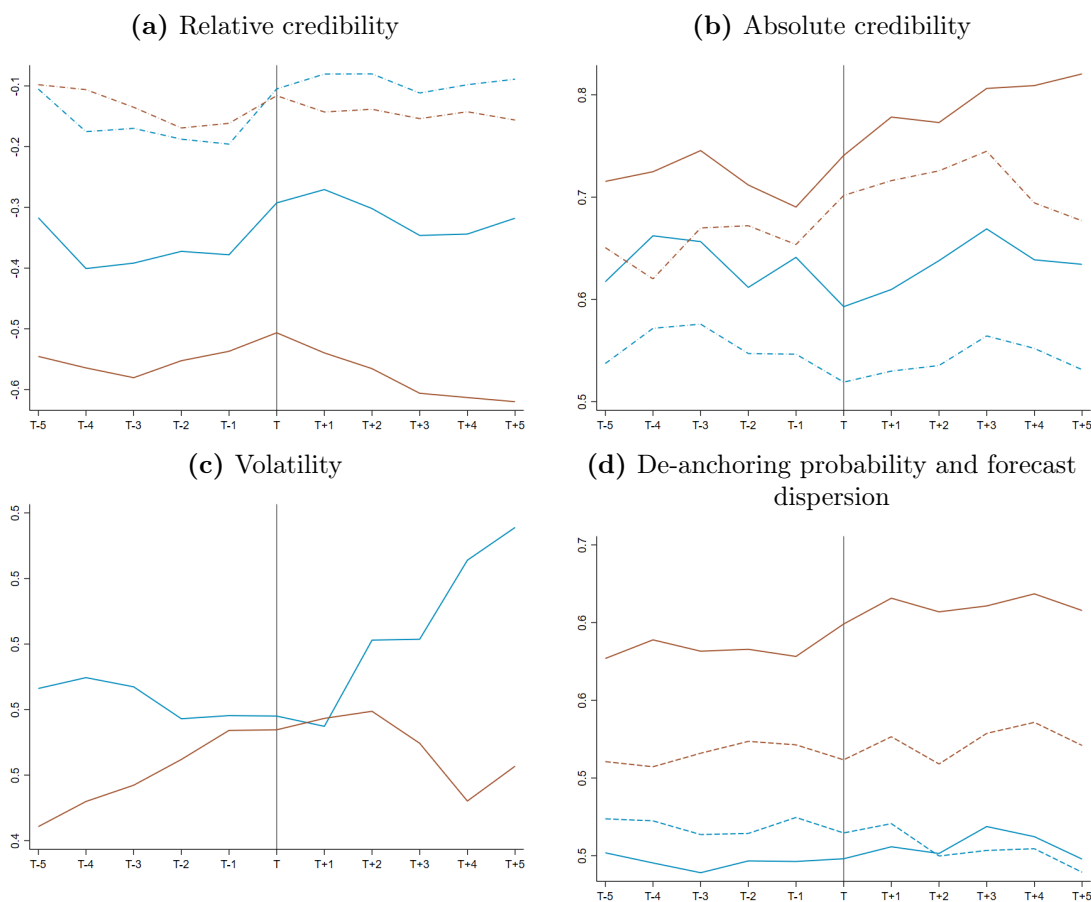 (a) Relative credibility
(b) Absolute credibility
-0.1
-0.2
-0.3
-0.4
-0.5
-0.6
T-5 T-4 T-3 T-2 T-1 T T+1 T+2 T+3 T+4 T+5
0.8
0.7
0.6
0.5
T-5 T-4 T-3 T-2 T-1 T T+1 T+2 T+3 T+4 T+5
(c) Volatility
(d) De-anchoring probability and forecast
dispersion
0.5
0.5
0.5
0.5
0.5
0.4
T-5 T-4 T-3 T-2 T-1 T T+1 T+2 T+3 T+4 T+5
0.7
0.6
0.6
0.5
0.5
T-5 T-4 T-3 T-2 T-1 T T+1 T+2 T+3 T+4 T+5